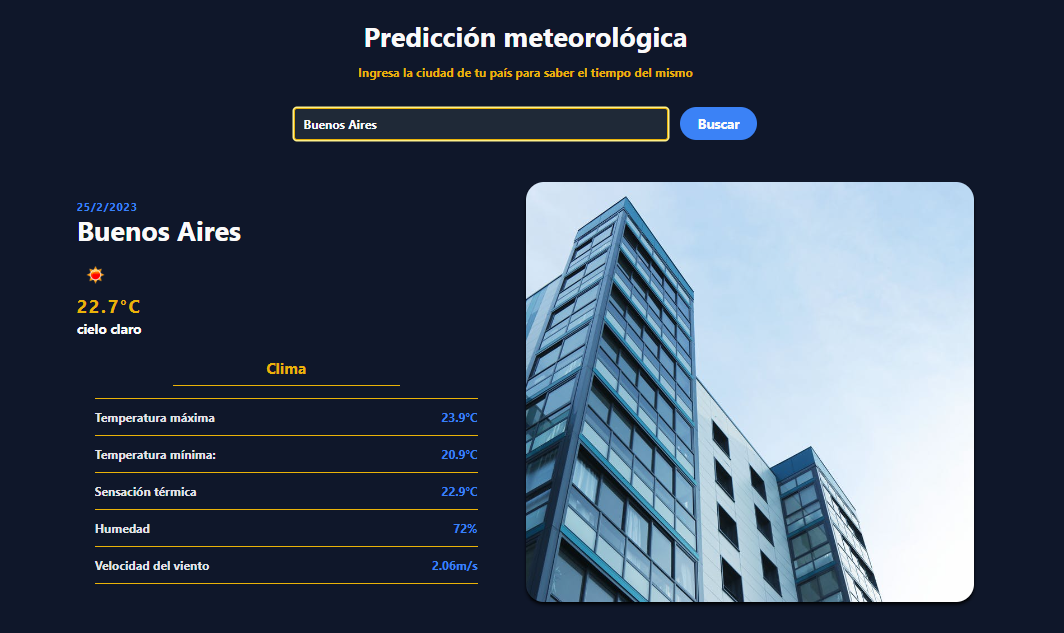 Predicción meteorológica
Ingresa la ciudad de tu país para saber el tiempo del mismo
Buenos Aires Buscar
25/2/2023
Buenos Aires
22.7°C
cielo claro
Clima
Temperatura máxima 23.9°C
Temperatura mínima: 20.9°C
Sensación térmica 22.9°C
Humedad 72%
Velocidad del viento 2.06m/s